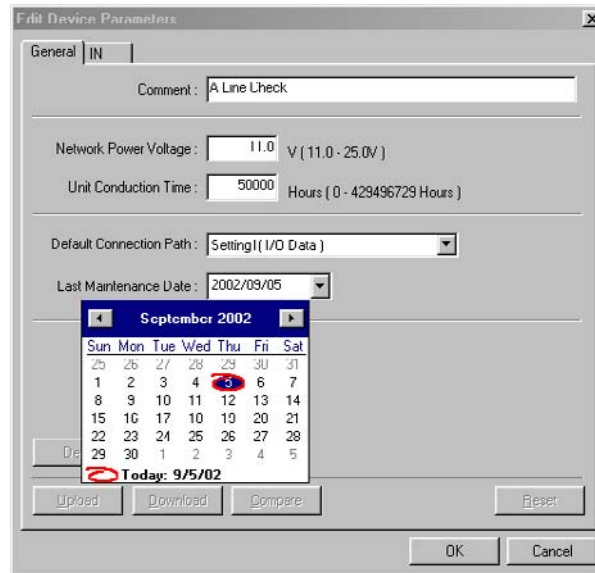 Edit Device Parameters
General IN
Comment : A Line Check
Network Power Voltage : 11.0 V ( 11.0 - 25.0V )
Unit Conduction Time : 50000 Hours ( 0 - 429496729 Hours )
Default Connection Path : Setting1( I/O Data )
Last Maintenance Date : 2002/09/05
September 2002
Sun Mon Tue Wed Thu Fri Sat
25 26 27 28 29 30 31
1 2 3 4 5 6 7
8 9 10 11 12 13 14
15 16 17 18 19 20 21
22 23 24 25 26 27 28
29 30 1 2 3 4 5
Today: 9/5/02
De
Upload Download Compare Reset
OK Cancel